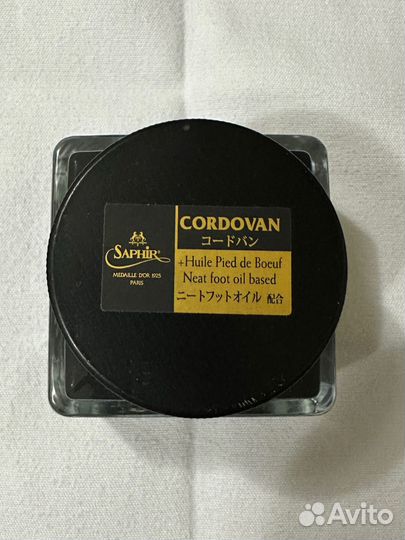 SAPHIR
MEDAILLE D'OR 1925
PARIS
CORDOVAN
コードバン
+Huile Pied de Boeuf
Neat foot oil based
ニートフットオイル 配合
Avito